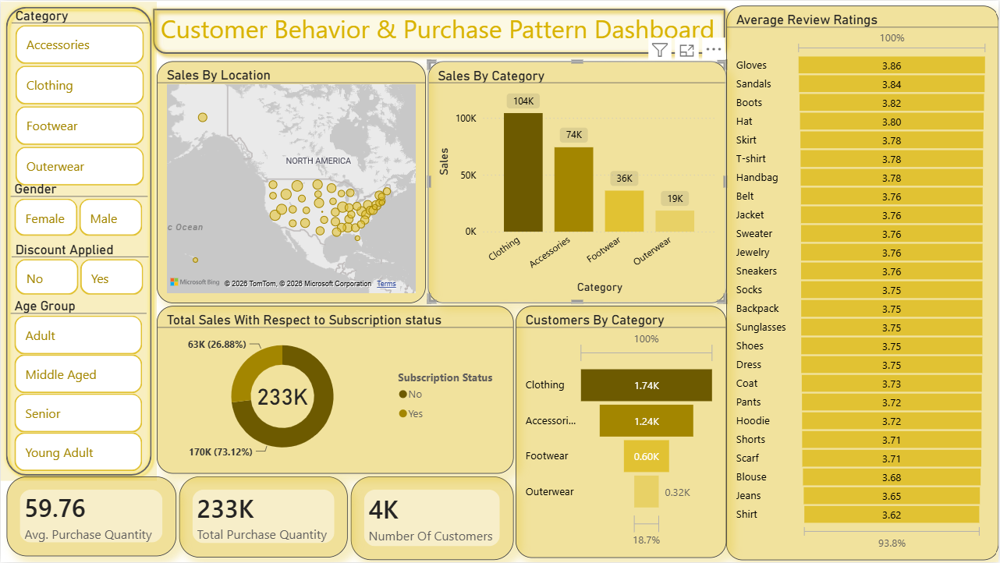 Category
Accessories
Clothing
Footwear
Outerwear
Gender
Female
Male
Discount Applied
No
Yes
Age Group
Adult
Middle Aged
Senior
Young Adult
Customer Behavior & Purchase Pattern Dashboard
Sales By Location
NORTH AMERICA
c Ocean
Microsoft Bing
© 2026 TomTom, © 2026 Microsoft Corporation Terms
Sales By Category
Sales
100K
50K
0K
104K
74K
36K
19K
Clothing
Accessories
Footwear
Outerwear
Category
Total Sales With Respect to Subscription status
63K (26.88%)
233K
170K (73.12%)
Subscription Status
No
Yes
Customers By Category
100%
Clothing 1.74K
Accessori... 1.24K
Footwear 0.60K
Outerwear 0.32K
18.7%
59.76
Avg. Purchase Quantity
233K
Total Purchase Quantity
4K
Number Of Customers
Average Review Ratings
100%
Gloves 3.86
Sandals 3.84
Boots 3.82
Hat 3.80
Skirt 3.78
T-shirt 3.78
Handbag 3.78
Belt 3.76
Jacket 3.76
Sweater 3.76
Jewelry 3.76
Sneakers 3.76
Socks 3.75
Backpack 3.75
Sunglasses 3.75
Shoes 3.75
Dress 3.75
Coat 3.73
Pants 3.72
Hoodie 3.72
Shorts 3.71
Scarf 3.71
Blouse 3.68
Jeans 3.65
Shirt 3.62
93.8%